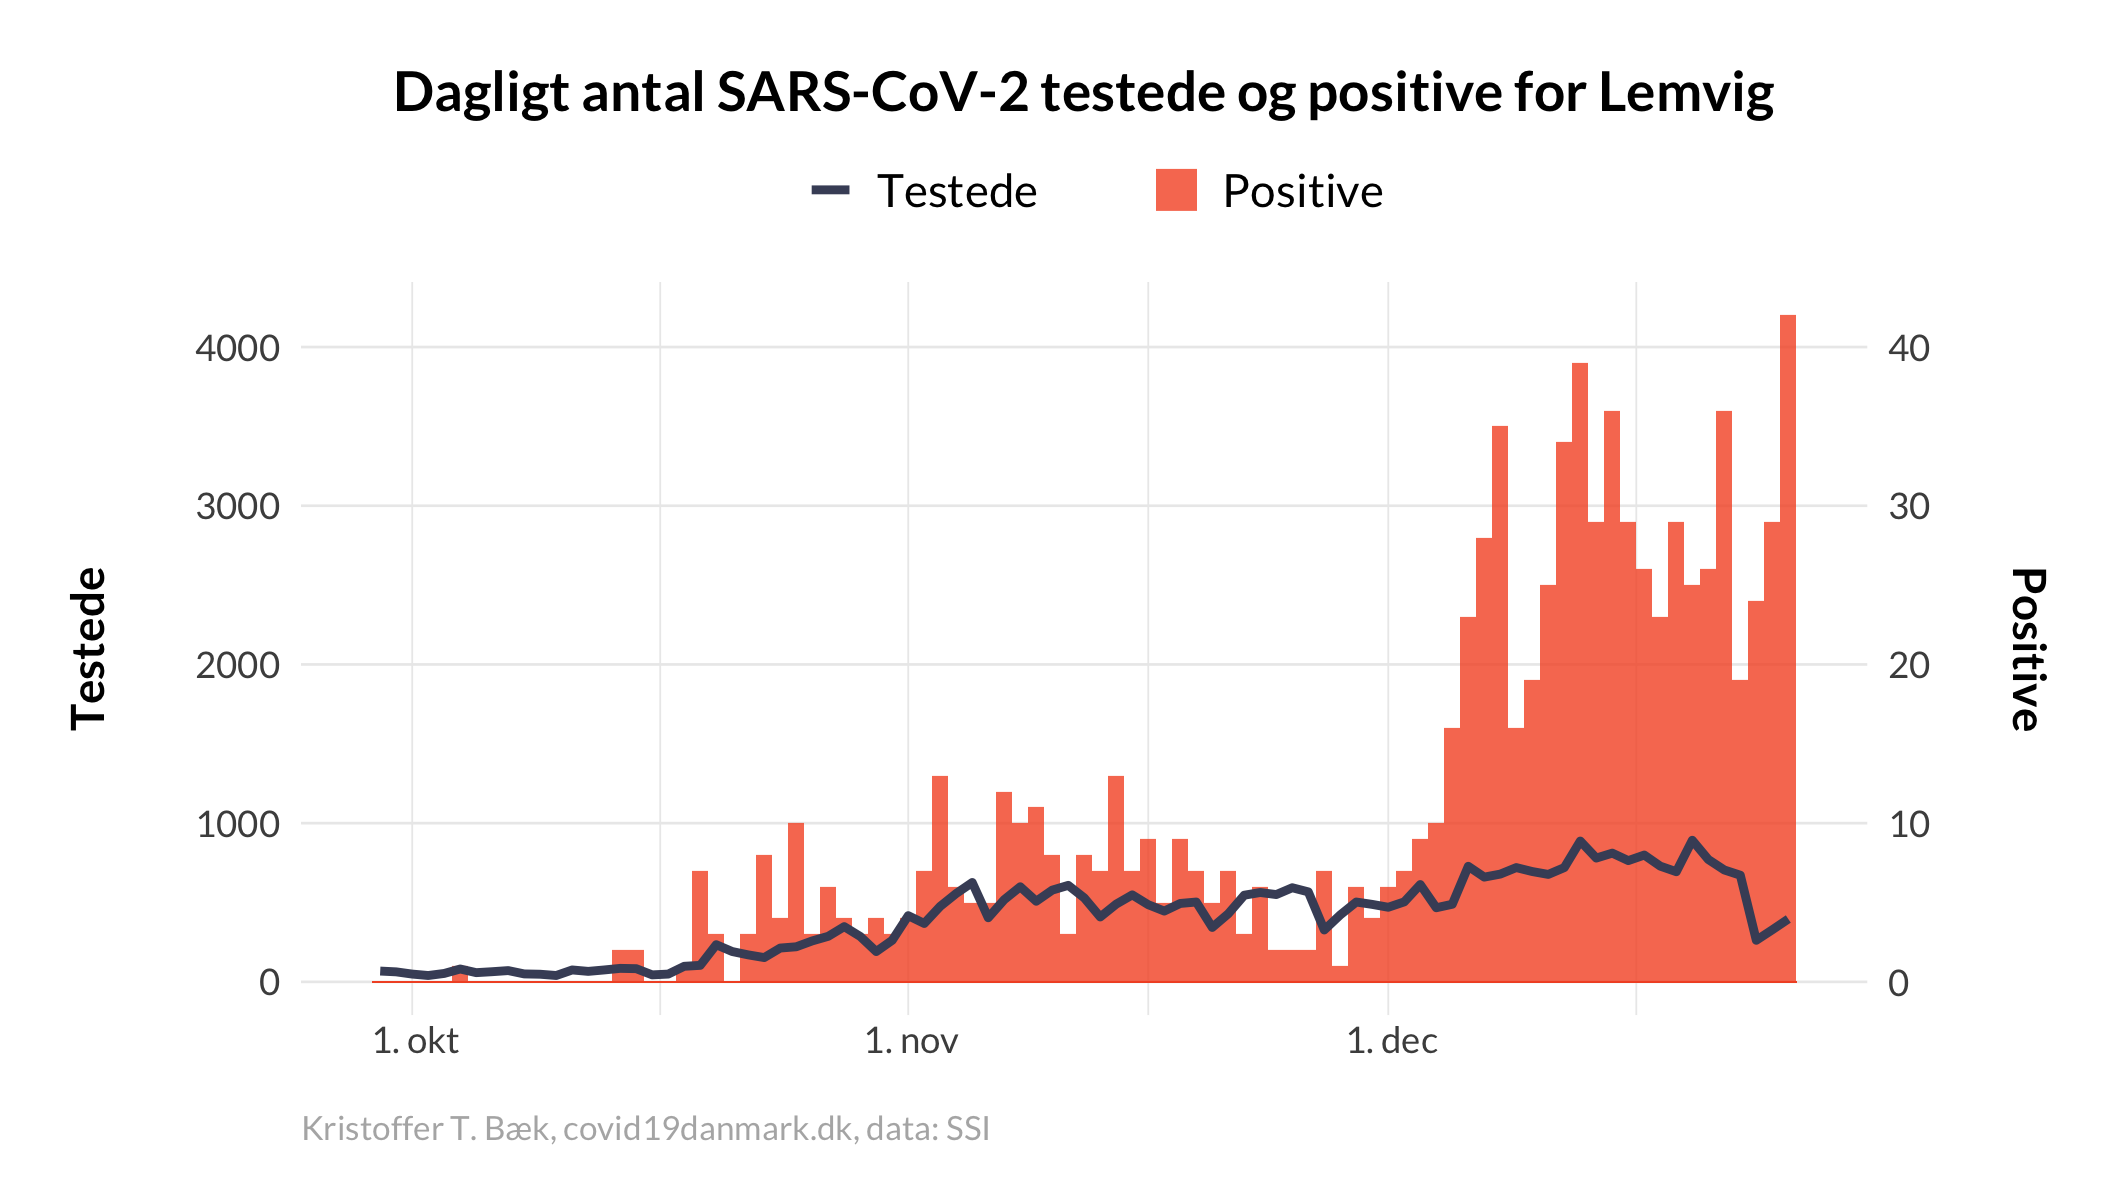 Dagligt antal SARS-CoV-2 testede og positive for Lemvig
Testede
Positive
4000
3000
2000
1000
0
Testede
40
30
20
10
0
Positive
1. okt
1. nov
1. dec
Kristoffer T. Bæk, covid19danmark.dk, data: SSI